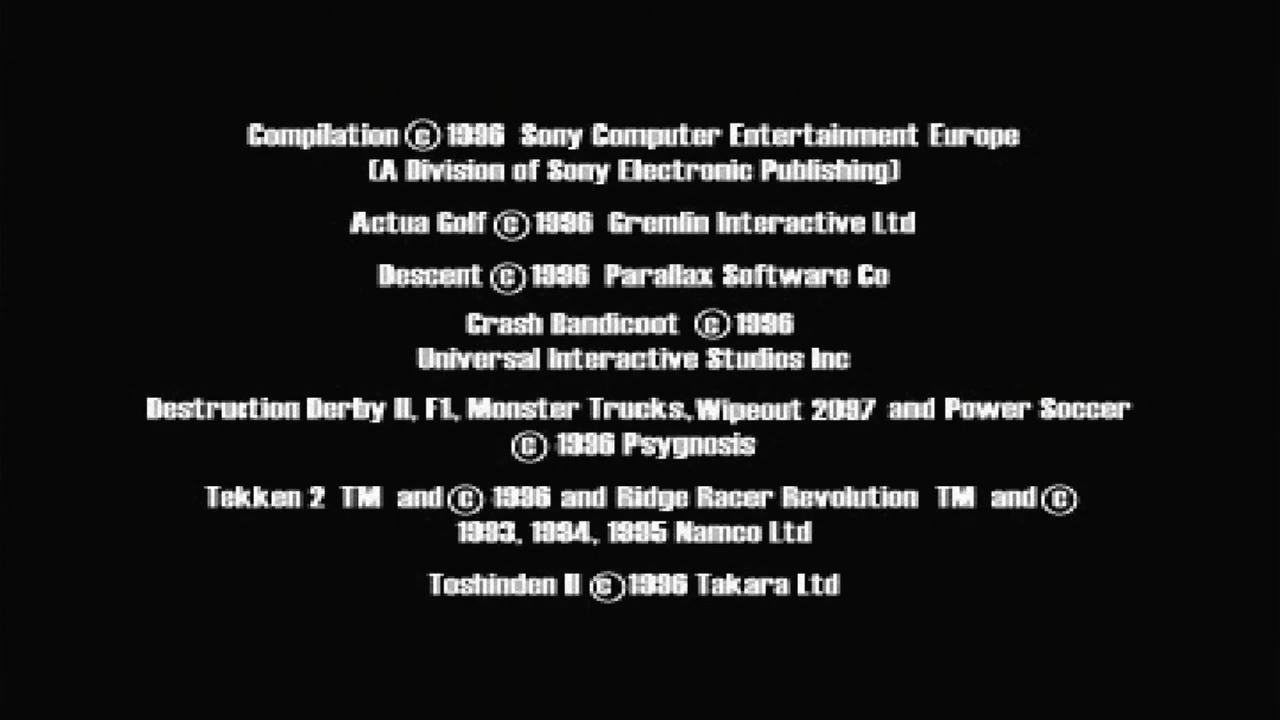 Compilation © 1996 Sony Computer Entertainment Europe
(A Division of Sony Electronic Publishing)
Actua Golf © 1996 Gremlin Interactive Ltd
Descent © 1996 Parallax Software Co
Crash Bandicoot © 1996
Universal Interactive Studios Inc
Destruction Derby II, F1, Monster Trucks, Wipeout 2097 and Power Soccer
© 1996 Psygnosis
Tekken 2 TM and © 1996 and Ridge Racer Revolution TM and ©
1993, 1994, 1995 Namco Ltd
Toshinden II © 1996 Takara Ltd